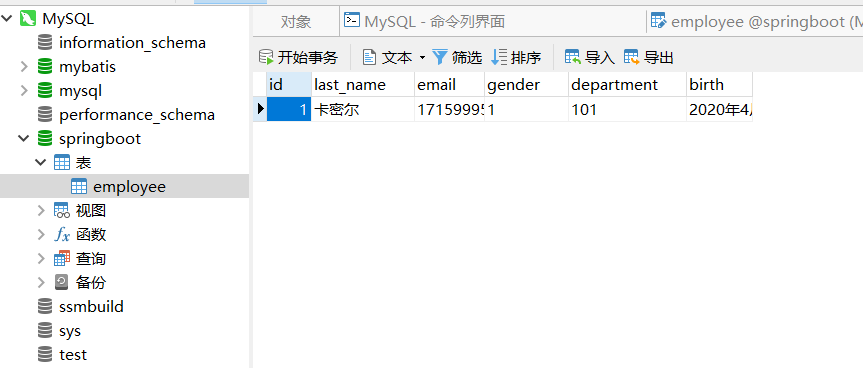 MySQL
information_schema
mybatis
mysql
performance_schema
springboot
表
employee
视图
fx 函数
查询
备份
ssmbuild
sys
test
对象 MySQL - 命令列界面 employee @springboot (M
开始事务 文本 筛选 排序 导入 导出
id last_name email gender department birth
1 卡密尔 17159995 1 101 2020年4